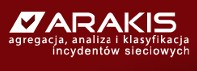 ARAKIS
agregacja, analiza i klasyfikacja
incydentów sieciowych